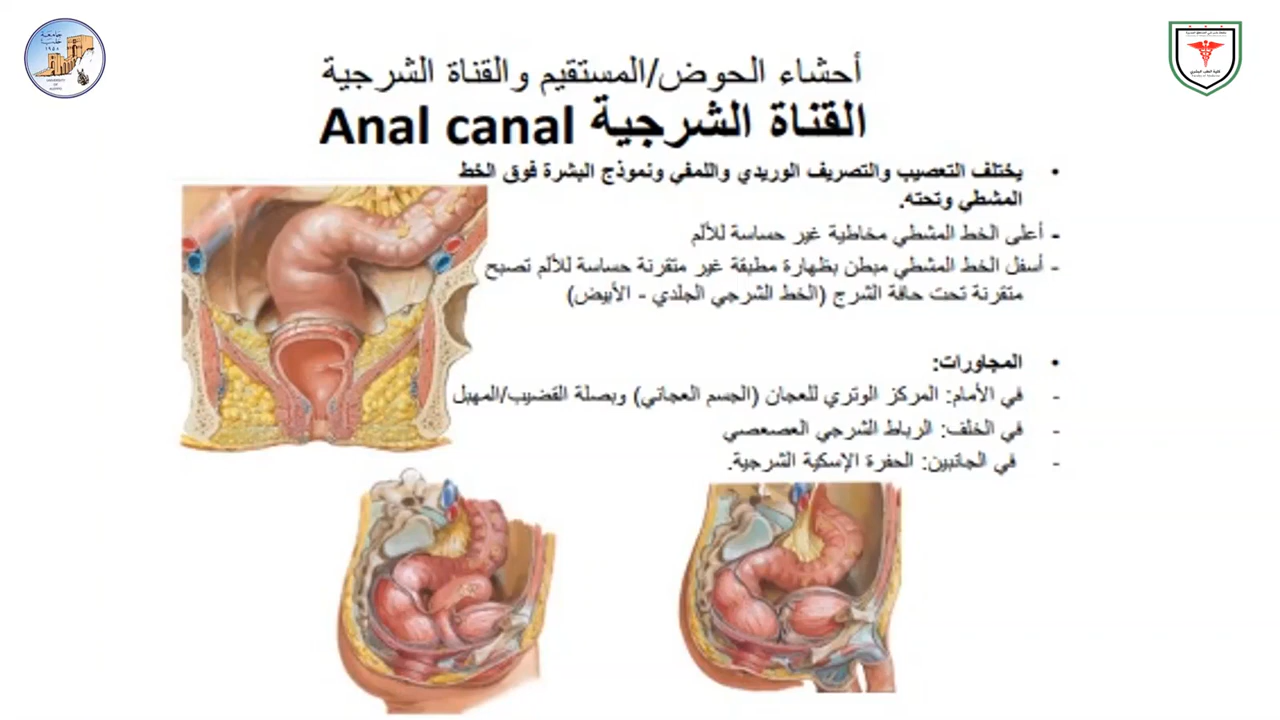 أحشاء الحوض/المستقيم والقناة الشرجية
القناة الشرجية Anal canal
• يختلف التعصيب والتصريف الوريدي واللمفي ونموذج البشرة فوق الخط
المشطي وتحته.
- أعلى الخط المشطي مخاطية غير حساسة للألم
- أسفل الخط المشطي مبطن بظهارة مطبقة غير متقرنة حساسة للألم تصبح
متقرنة تحت حافة الشرج (الخط الشرجي الجلدي - الأبيض)
• المجاورات:
- في الأمام: المركز الوتري للعجان (الجسم العجاني) وبصلة القضيب/المهبل
- في الخلف: الرباط الشرجي العصعصي
- في الجانبين: الحفرة الإسكية الشرجية.